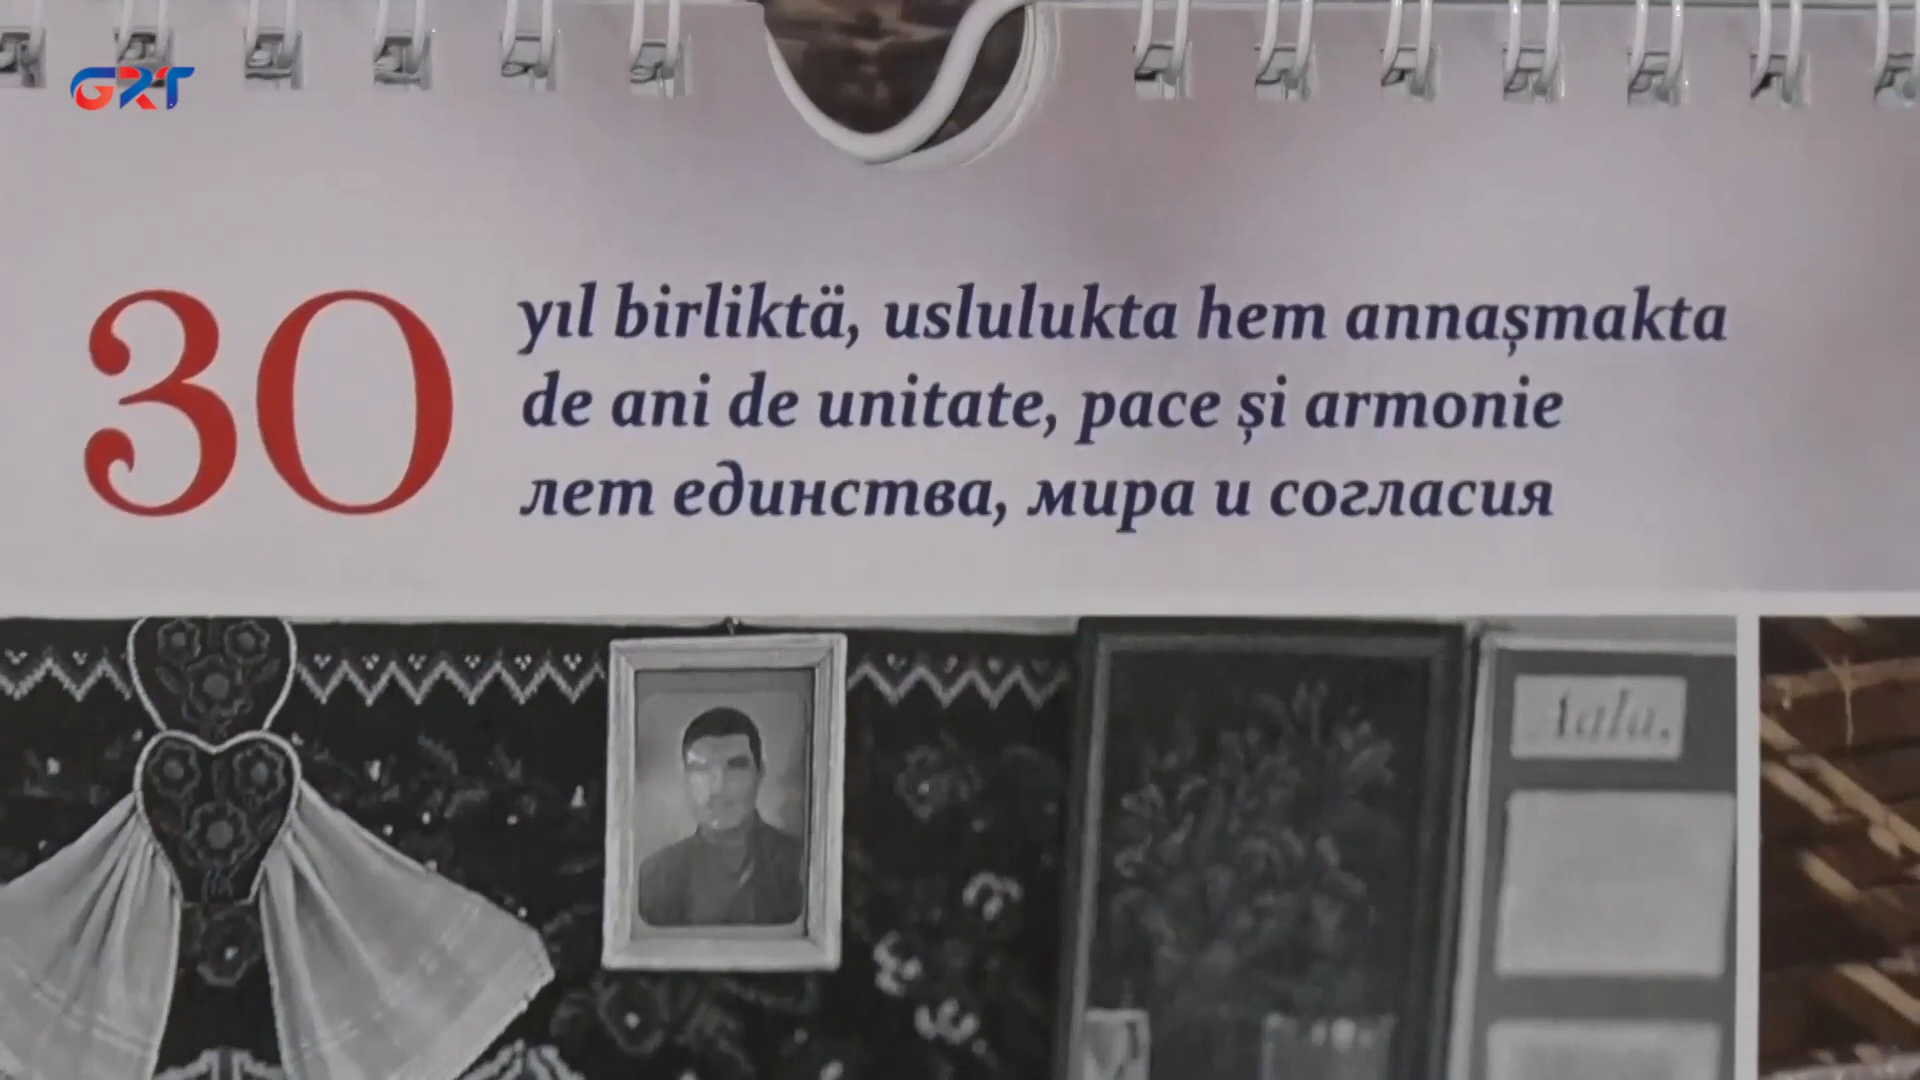 GRT
30
yıl birliktä, uslulukta hem annaşmakta
de ani de unitate, pace și armonie
лет единства, мира и согласия